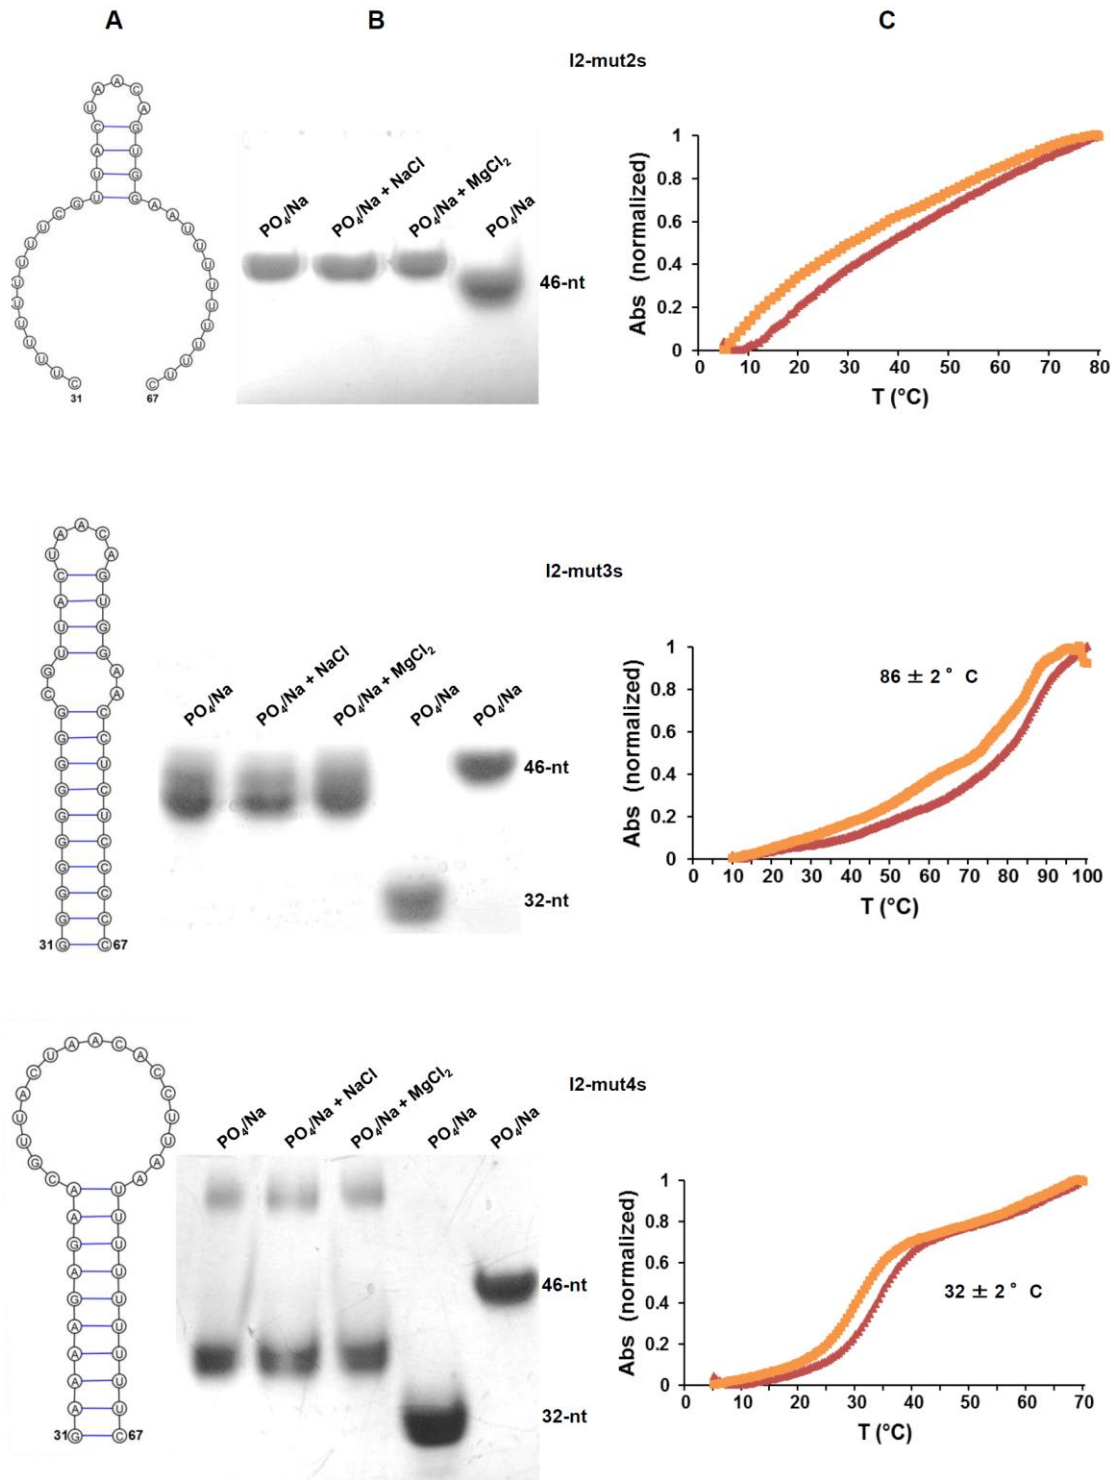 A
B
C
I2-mut2s
PO4/Na
PO4/Na + NaCl
PO4/Na + MgCl2
PO4/Na
46-nt
31
67
Abs (normalized)
1
0.8
0.6
0.4
0.2
0
0 10 20 30 40 50 60 70 80
T (°C)
I2-mut3s
PO4/Na
PO4/Na + NaCl
PO4/Na + MgCl2
PO4/Na
PO4/Na
46-nt
32-nt
31
67
86 ± 2° C
Abs (normalized)
1
0.8
0.6
0.4
0.2
0
0 10 20 30 40 50 60 70 80 90 100
T (°C)
I2-mut4s
PO4/Na
PO4/Na + NaCl
PO4/Na + MgCl2
PO4/Na
PO4/Na
46-nt
32-nt
31
67
32 ± 2° C
Abs (normalized)
1
0.8
0.6
0.4
0.2
0
0 10 20 30 40 50 60 70
T (°C)